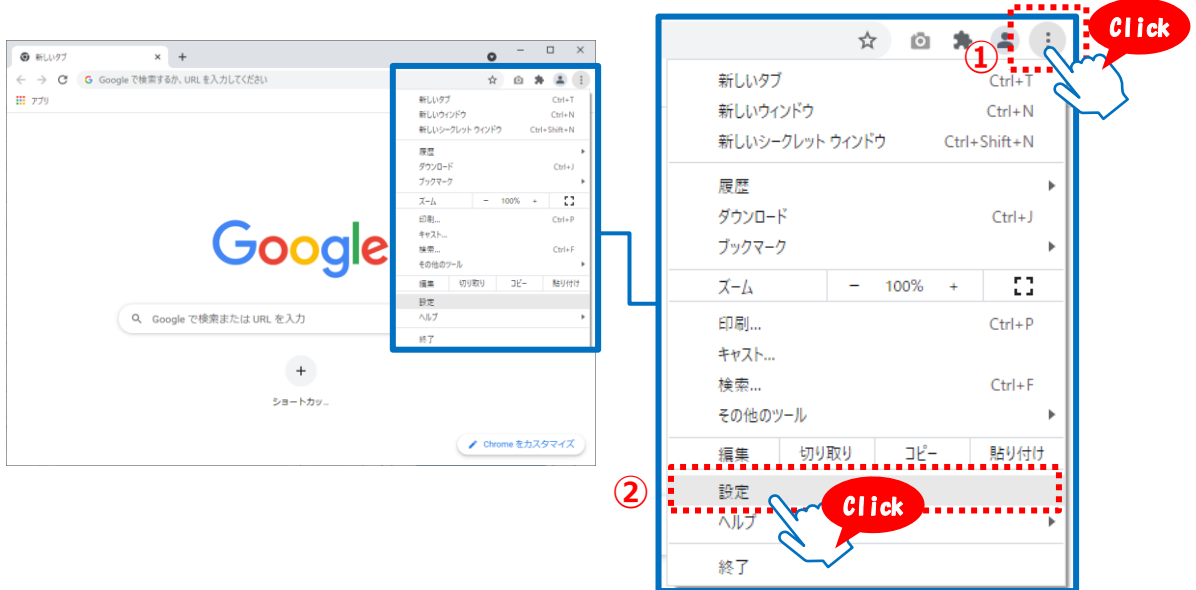 新しいタブ
Google で検索するか、URL を入力してください
アプリ
新しいタブ Ctrl+T
新しいウィンドウ Ctrl+N
新しいシークレット ウィンドウ Ctrl+Shift+N
履歴
ダウンロード Ctrl+J
ブックマーク
ズーム - 100% +
印刷... Ctrl+P
キャスト...
検索... Ctrl+F
その他のツール
編集 切り取り コピー 貼り付け
設定
ヘルプ
終了
Google
Google で検索または URL を入力
ショートカッ...
Chrome をカスタマイズ
① Click
新しいタブ Ctrl+T
新しいウィンドウ Ctrl+N
新しいシークレット ウィンドウ Ctrl+Shift+N
履歴
ダウンロード Ctrl+J
ブックマーク
ズーム - 100% +
印刷... Ctrl+P
キャスト...
検索... Ctrl+F
その他のツール
編集 切り取り コピー 貼り付け
② 設定 Click
ヘルプ
終了